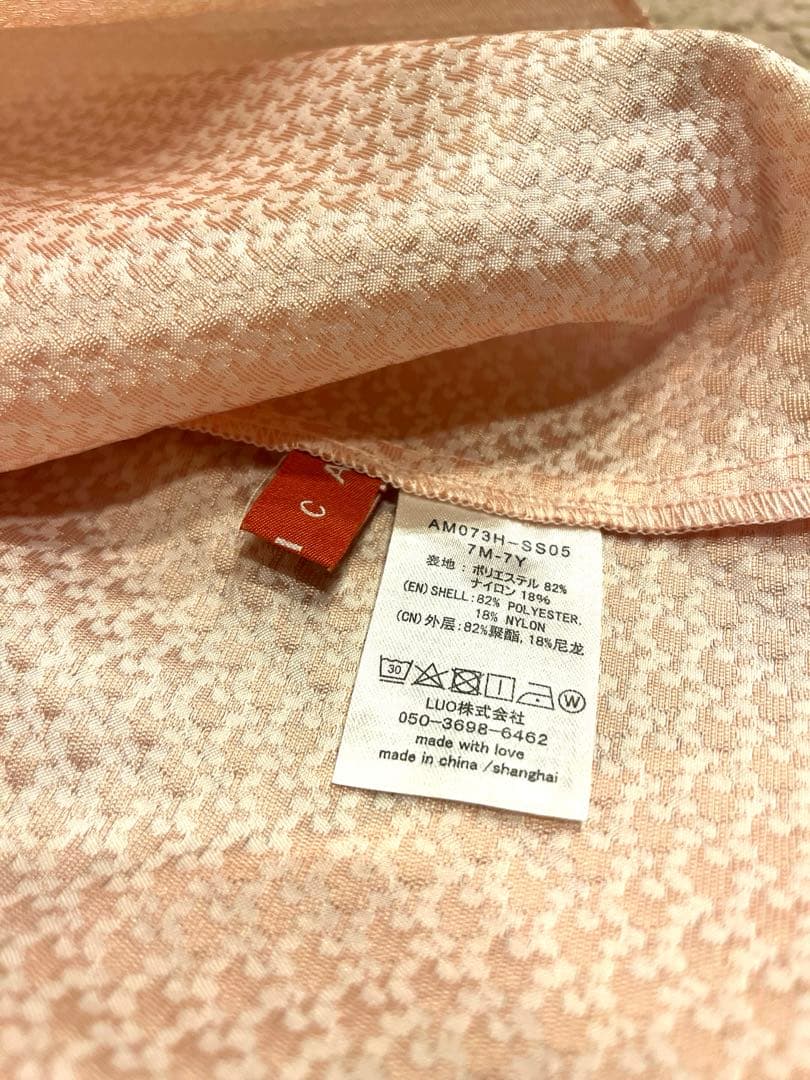 C A
AM073H-SS05
7M-7Y
表地：ポリエステル 82%
ナイロン 18%
(EN)SHELL:82% POLYESTER.
18% NYLON
(CN)外层:82%聚酯,18%尼龙
30
W
LUO株式会社
050-3698-6462
made with love
made in china /shanghai